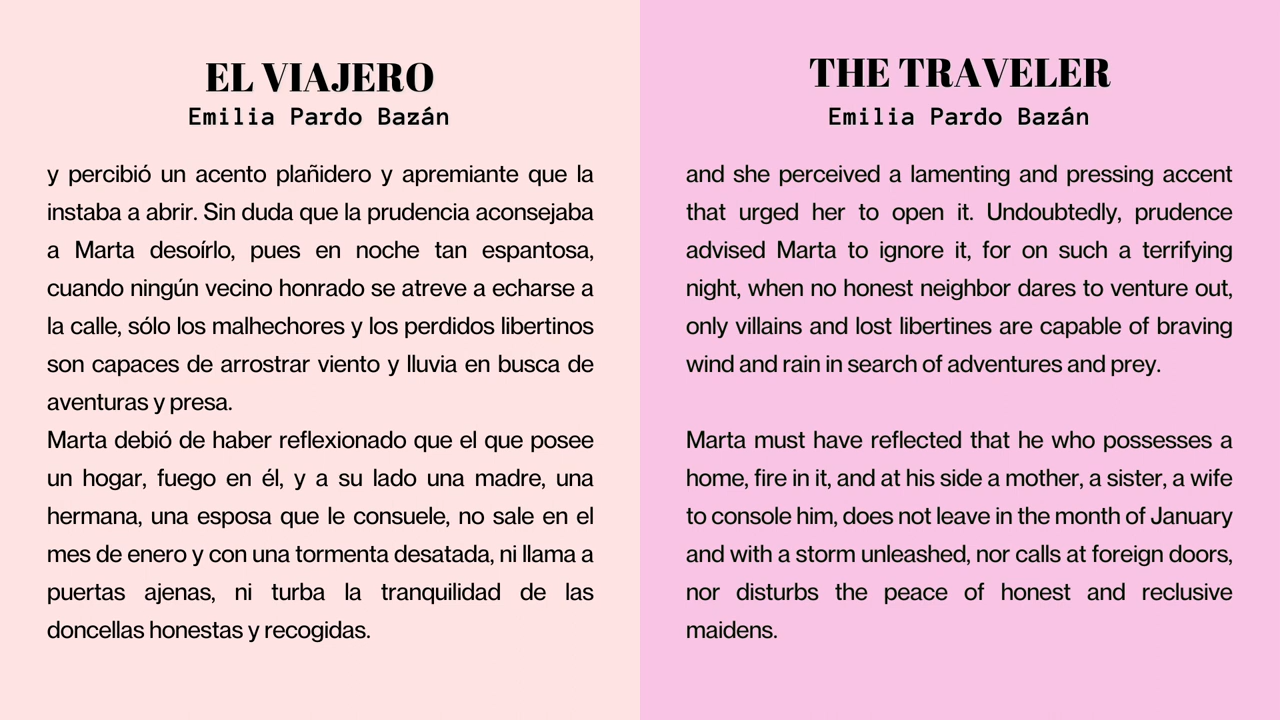 EL VIAJERO
Emilia Pardo Bazán
y percibió un acento plañidero y apremiante que la
instaba a abrir. Sin duda que la prudencia aconsejaba
a Marta desoírlo, pues en noche tan espantosa,
cuando ningún vecino honrado se atreve a echarse a
la calle, sólo los malhechores y los perdidos libertinos
son capaces de arrostrar viento y lluvia en busca de
aventuras y presa.
Marta debió de haber reflexionado que el que posee
un hogar, fuego en él, y a su lado una madre, una
hermana, una esposa que le consuele, no sale en el
mes de enero y con una tormenta desatada, ni llama a
puertas ajenas, ni turba la tranquilidad de las
doncellas honestas y recogidas.
THE TRAVELER
Emilia Pardo Bazán
and she perceived a lamenting and pressing accent
that urged her to open it. Undoubtedly, prudence
advised Marta to ignore it, for on such a terrifying
night, when no honest neighbor dares to venture out,
only villains and lost libertines are capable of braving
wind and rain in search of adventures and prey.
Marta must have reflected that he who possesses a
home, fire in it, and at his side a mother, a sister, a wife
to console him, does not leave in the month of January
and with a storm unleashed, nor calls at foreign doors,
nor disturbs the peace of honest and reclusive
maidens.